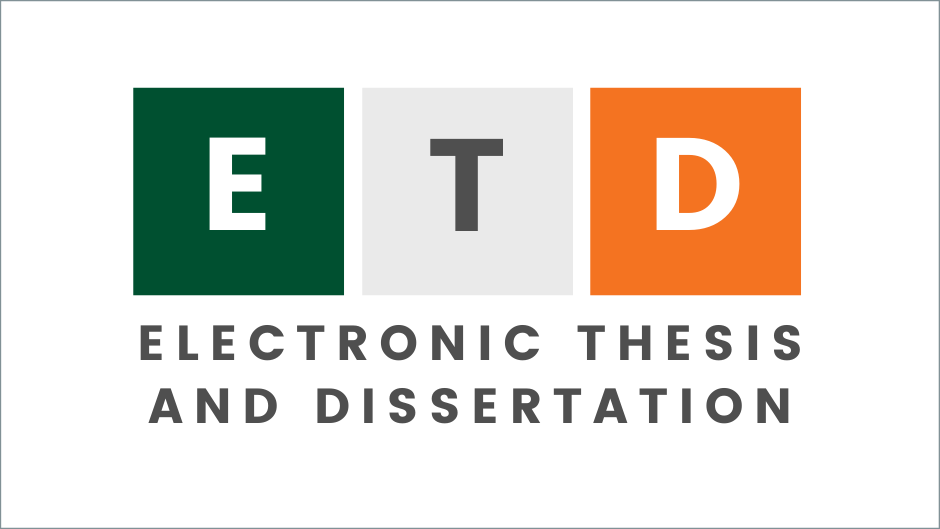 E T D
ELECTRONIC THESIS
AND DISSERTATION